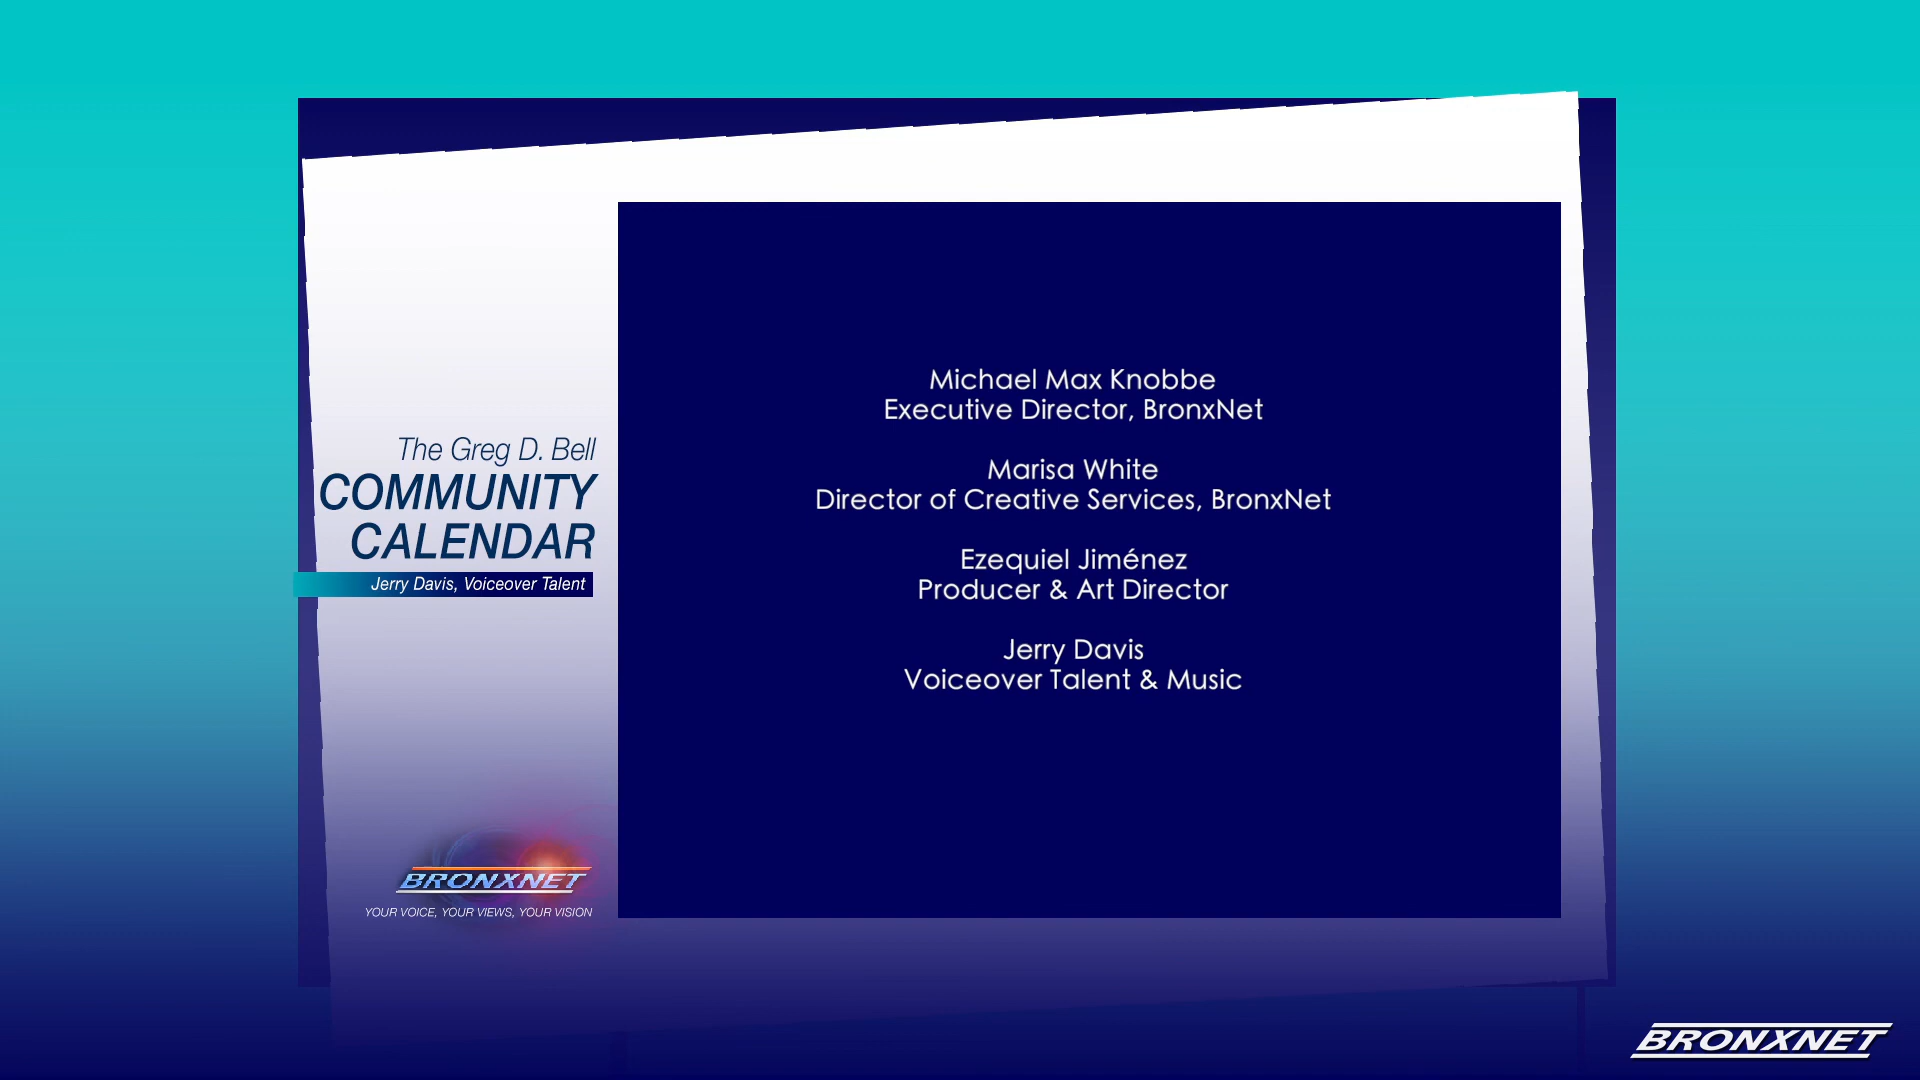 The Greg D. Bell
COMMUNITY
CALENDAR
Jerry Davis, Voiceover Talent
BRONXNET
YOUR VOICE, YOUR VIEWS, YOUR VISION
Michael Max Knobbe
Executive Director, BronxNet
Marisa White
Director of Creative Services, BronxNet
Ezequiel Jiménez
Producer & Art Director
Jerry Davis
Voiceover Talent & Music
BRONXNET